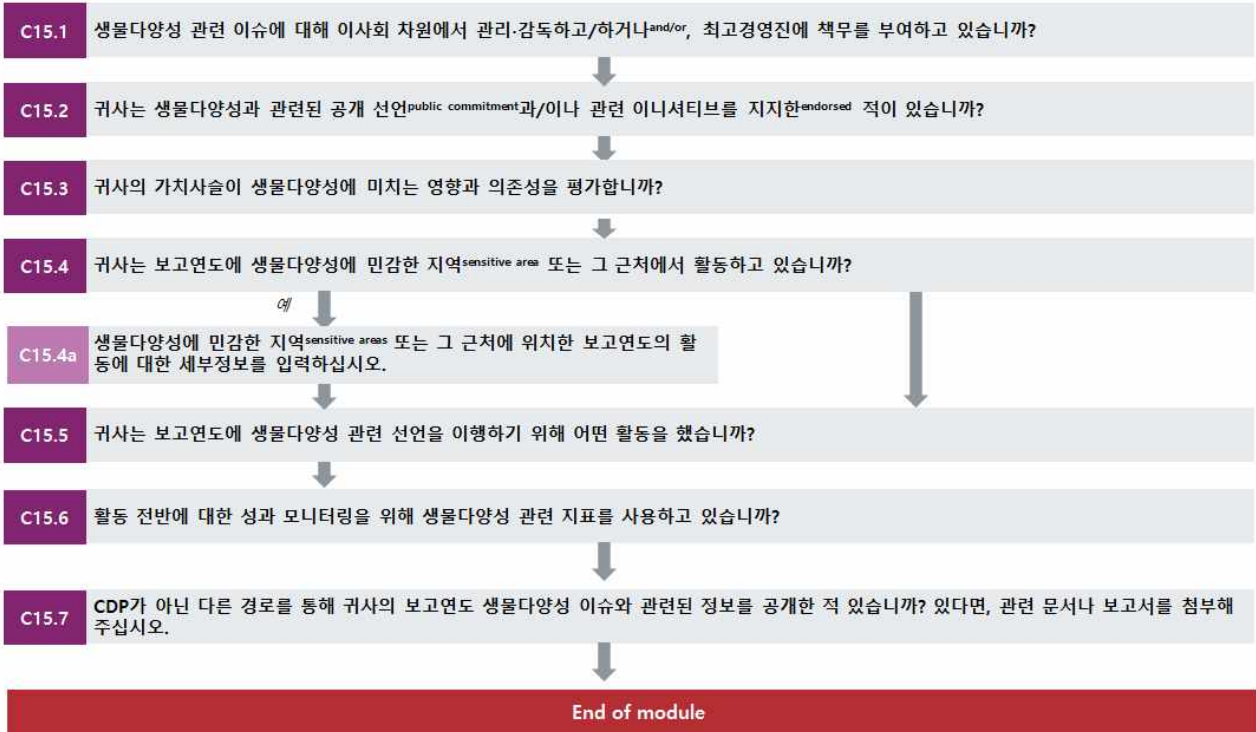 C15.1 생물다양성 관련 이슈에 대해 이사회 차원에서 관리·감독하고/하거나and/or, 최고경영진에 책무를 부여하고 있습니까?
C15.2 귀사는 생물다양성과 관련된 공개 선언public commitment과/이나 관련 이니셔티브를 지지한endorsed 적이 있습니까?
C15.3 귀사의 가치사슬이 생물다양성에 미치는 영향과 의존성을 평가합니까?
C15.4 귀사는 보고연도에 생물다양성에 민감한 지역sensitive area 또는 그 근처에서 활동하고 있습니까?
예
C15.4a 생물다양성에 민감한 지역sensitive areas 또는 그 근처에 위치한 보고연도의 활
동에 대한 세부정보를 입력하십시오.
C15.5 귀사는 보고연도에 생물다양성 관련 선언을 이행하기 위해 어떤 활동을 했습니까?
C15.6 활동 전반에 대한 성과 모니터링을 위해 생물다양성 관련 지표를 사용하고 있습니까?
C15.7 CDP가 아닌 다른 경로를 통해 귀사의 보고연도 생물다양성 이슈와 관련된 정보를 공개한 적 있습니까? 있다면, 관련 문서나 보고서를 첨부해
주십시오.
End of module